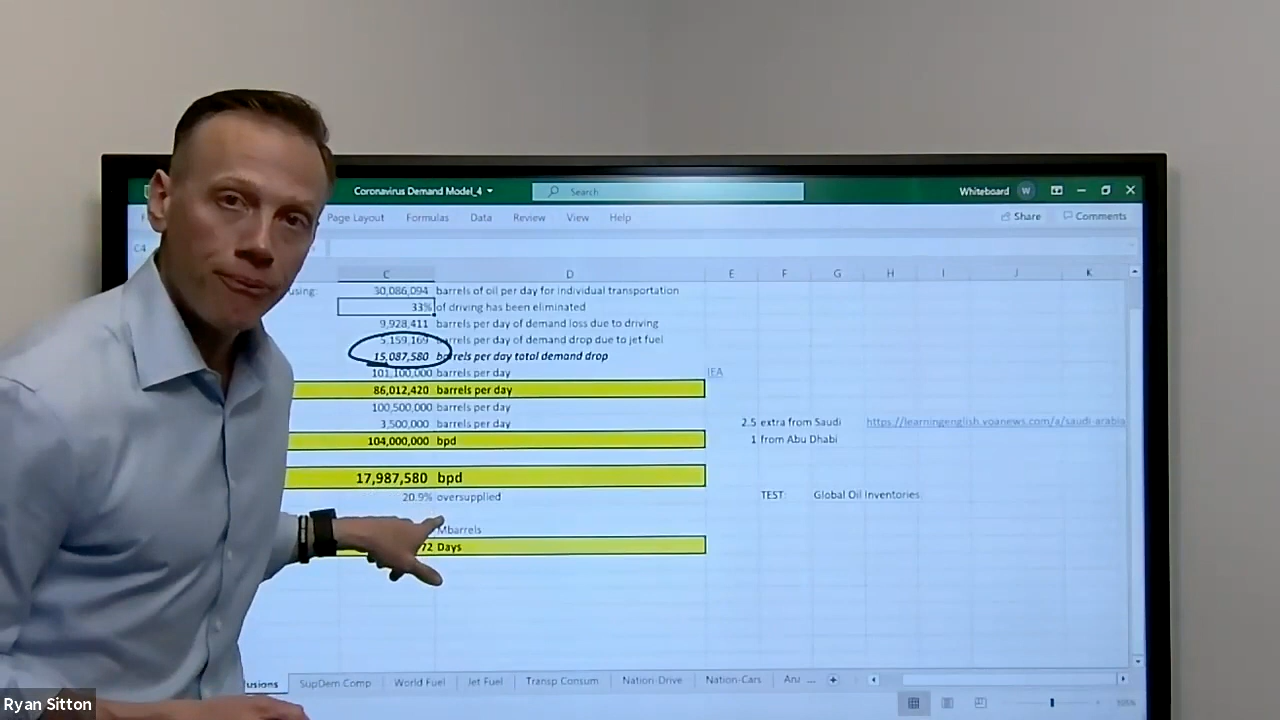 Coronavirus Demand Model_4 Search Whiteboard W
Page Layout Formulas Data Review View Help Share Comments
C4
C D E F G H I J K
using: 30,086,094 barrels of oil per day for individual transportation
33% of driving has been eliminated
9,928,411 barrels per day of demand loss due to driving
5,159,169 barrels per day of demand drop due to jet fuel
15,087,580 barrels per day total demand drop
101,100,000 barrels per day IEA
86,012,420 barrels per day
100,500,000 barrels per day
3,500,000 barrels per day 2.5 extra from Saudi https://learningenglish.voanews.com/a/saudi-arabia
104,000,000 bpd 1 from Abu Dhabi
17,987,580 bpd
20.9% oversupplied TEST: Global Oil Inventories
Mbarrels
72 Days
lusions SupDem Comp World Fuel Jet Fuel Transp Consum Nation-Drive Nation-Cars Ana ...
Ryan Sitton